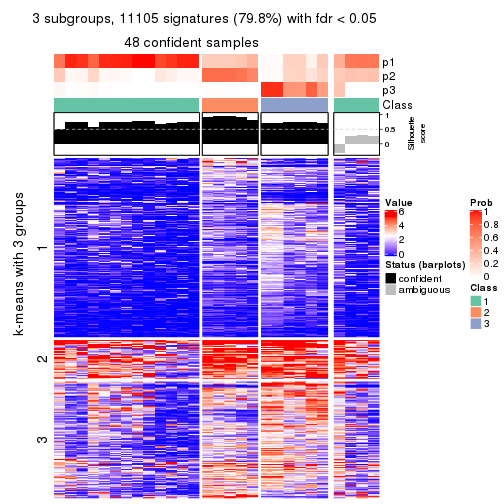 3 subgroups, 11105 signatures (79.8%) with fdr < 0.05
48 confident samples
p1
p2
p3
Class
1
0.5
0
Silhouette
score
k-means with 3 groups
1
2
3
Value
6
4
2
0
Status (barplots)
confident
ambiguous
Prob
1
0.8
0.6
0.4
0.2
0
Class
1
2
3